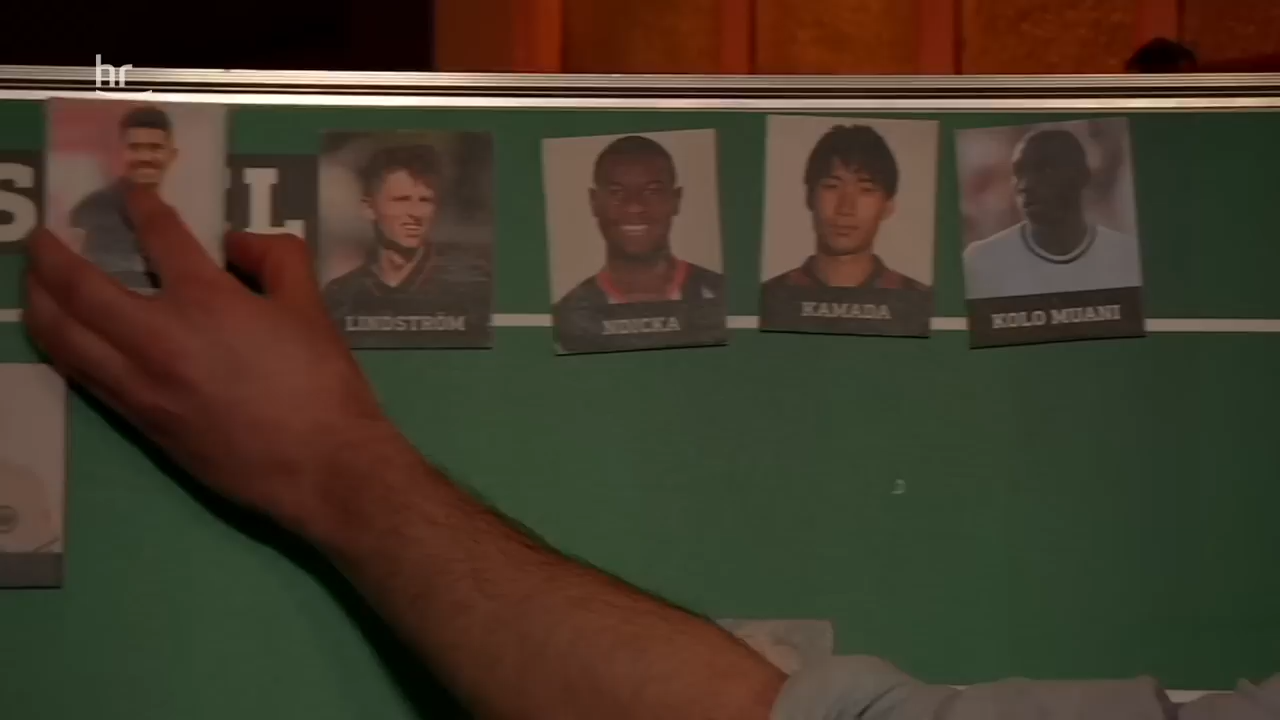 hr
S
L
LINDSTRÖM
NDICKA
KAMADA
KOLO MUANI